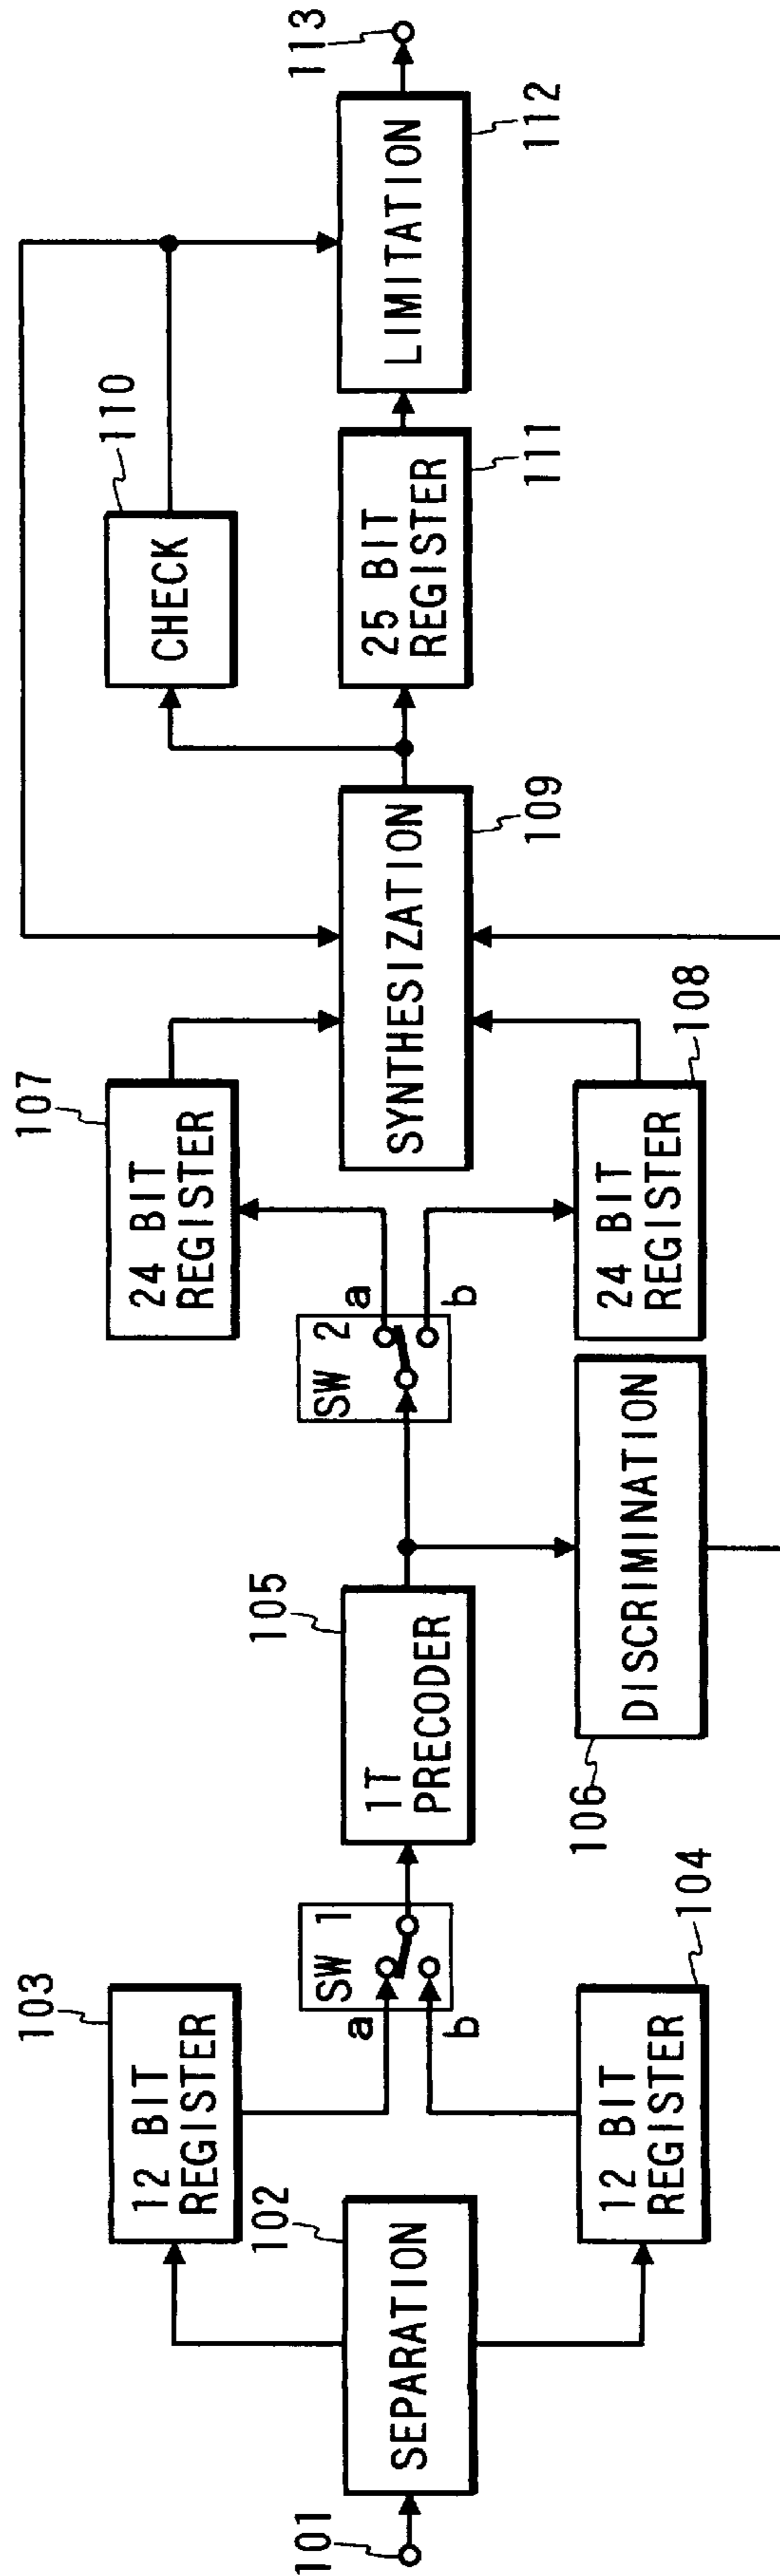 101
SEPARATION
102
12 BIT
REGISTER
103
12 BIT
REGISTER
104
SW 1
a
b
1T
PRECODER
105
DISCRIMINATION
106
SW 2
a
b
24 BIT
REGISTER
107
24 BIT
REGISTER
108
SYNTHESIZATION
109
CHECK
110
25 BIT
REGISTER
111
LIMITATION
112
113